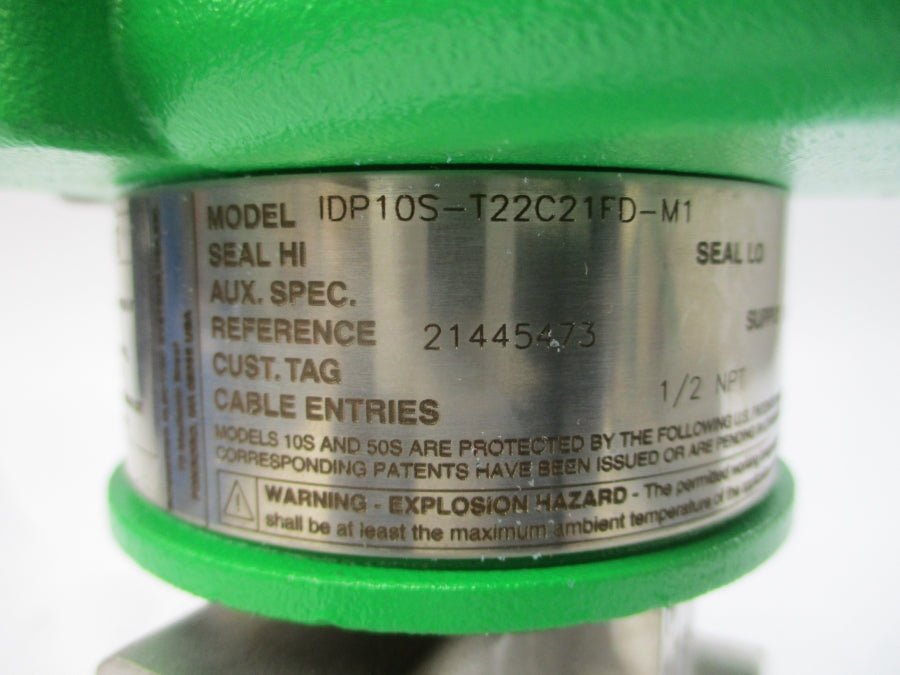 MODEL IDP10S-T22C21FD-M1
SEAL HI SEAL LO
AUX. SPEC.
REFERENCE 21445473
CUST. TAG
CABLE ENTRIES 1/2 NPT
MODELS 10S AND 50S ARE PROTECTED BY THE FOLLOWING U.S.
CORRESPONDING PATENTS HAVE BEEN ISSUED OR ARE PENDING
WARNING - EXPLOSION HAZARD - The permitted working
shall be at least the maximum ambient temperature of the